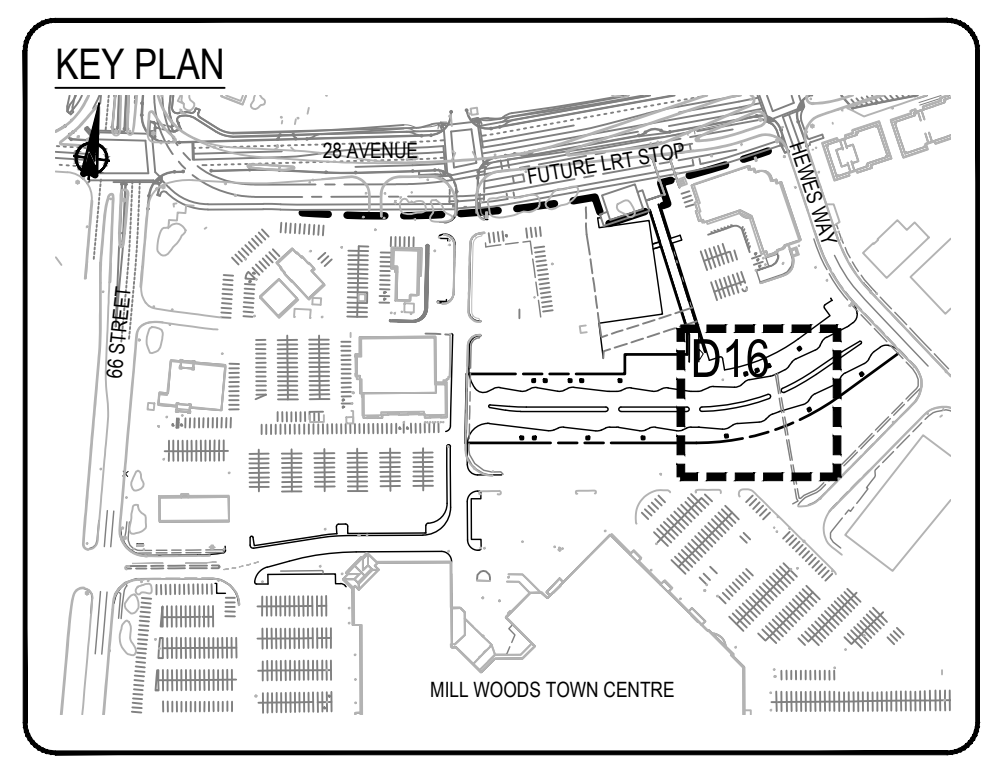 KEY PLAN
28 AVENUE
FUTURE LRT STOP
HEWES WAY
66 STREET
D16
MILL WOODS TOWN CENTRE